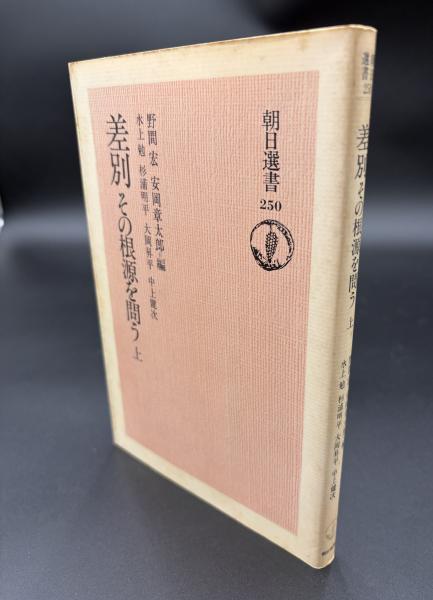 朝日選書
250
野間 宏 安岡章太郎=編
水上 勉 杉浦明平 大岡昇平 中上健次
差別 その根源を問う 上
差別 その根源を問う 上
水上 勉 杉浦明平 大岡昇平 中上健次